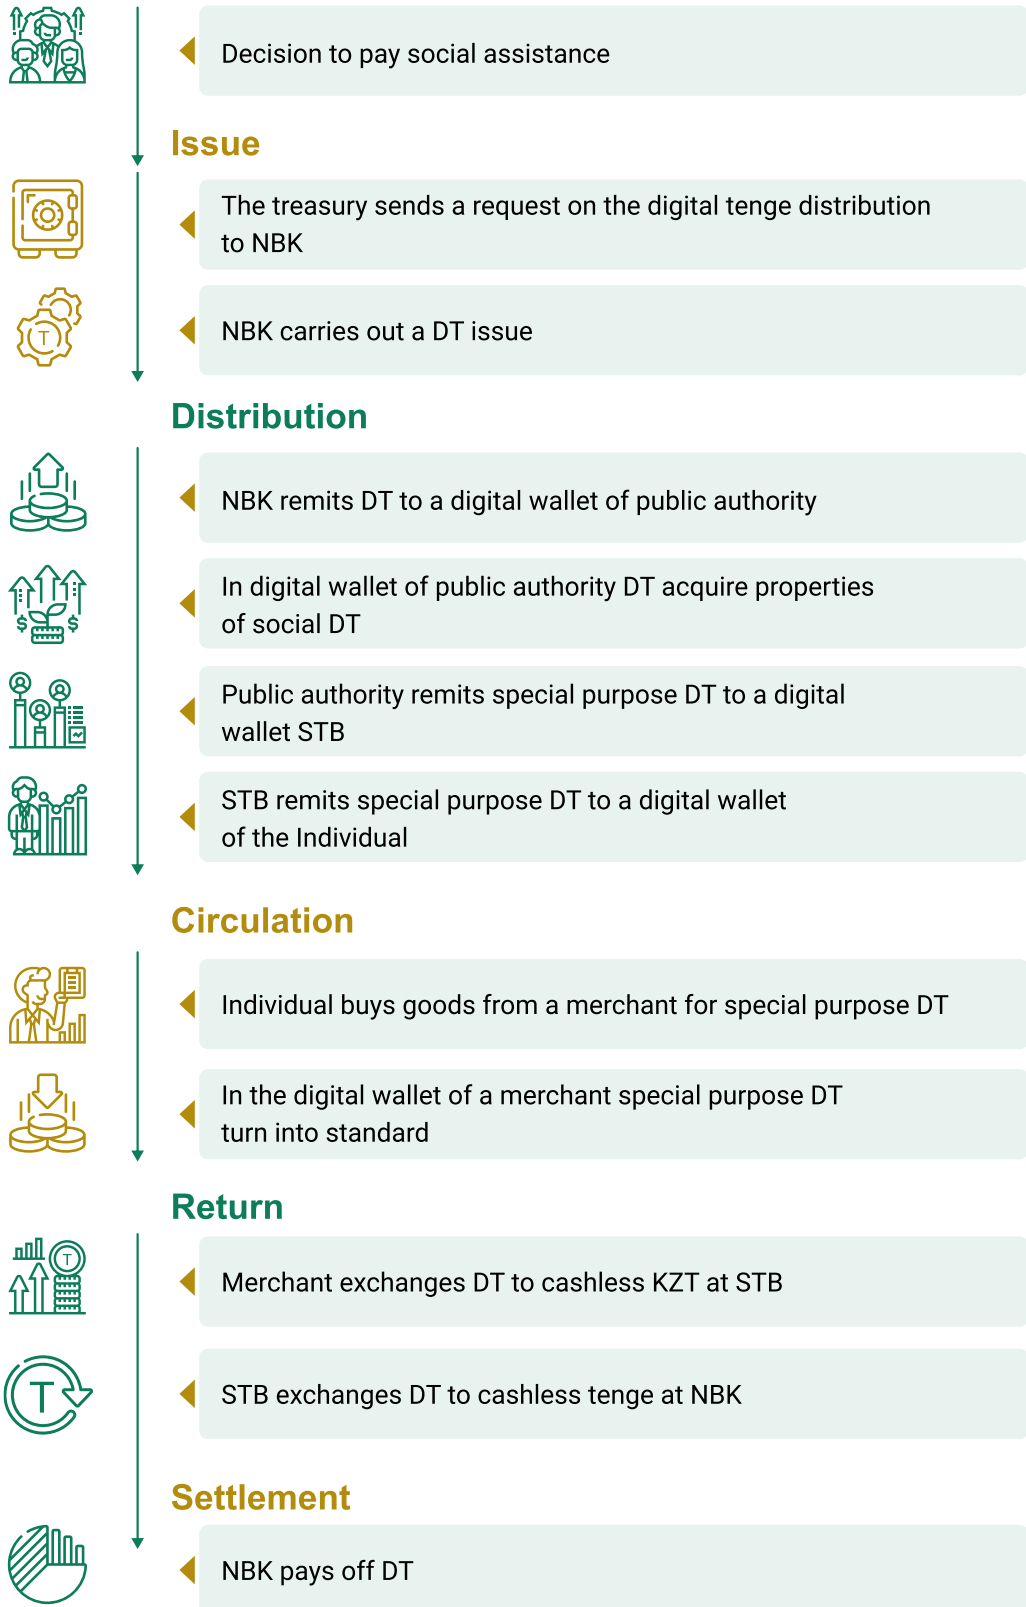 Decision to pay social assistance
Issue
The treasury sends a request on the digital tenge distribution
to NBK
T
NBK carries out a DT issue
Distribution
NBK remits DT to a digital wallet of public authority
In digital wallet of public authority DT acquire properties
of social DT
$ $
Public authority remits special purpose DT to a digital
wallet STB
STB remits special purpose DT to a digital wallet
of the Individual
Circulation
Individual buys goods from a merchant for special purpose DT
In the digital wallet of a merchant special purpose DT
turn into standard
Return
T
Merchant exchanges DT to cashless KZT at STB
T
STB exchanges DT to cashless tenge at NBK
Settlement
NBK pays off DT